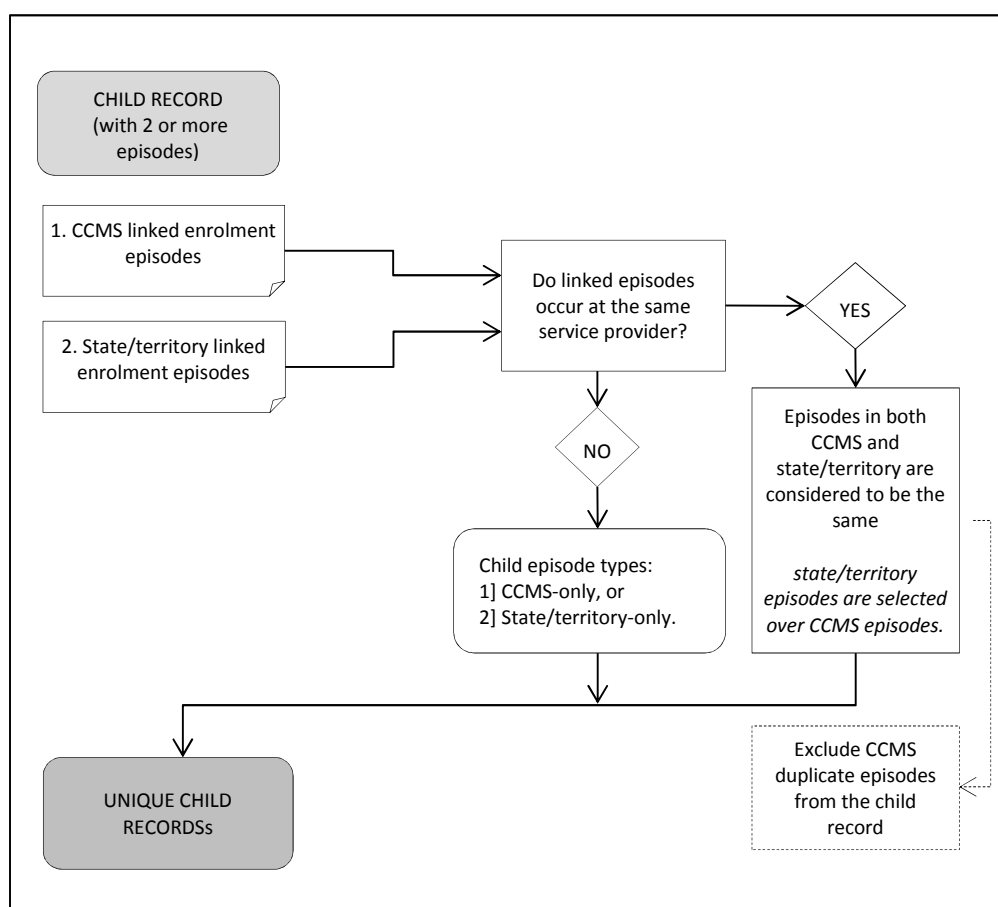 CHILD RECORD
(with 2 or more
episodes)
1. CCMS linked enrolment
episodes
2. State/territory linked
enrolment episodes
Do linked episodes
occur at the same
service provider?
YES
NO
Episodes in both
CCMS and
state/territory are
considered to be the
same
state/territory
episodes are selected
over CCMS episodes.
Child episode types:
1] CCMS-only, or
2] State/territory-only.
Exclude CCMS
duplicate episodes
from the child
record
UNIQUE CHILD
RECORDSs